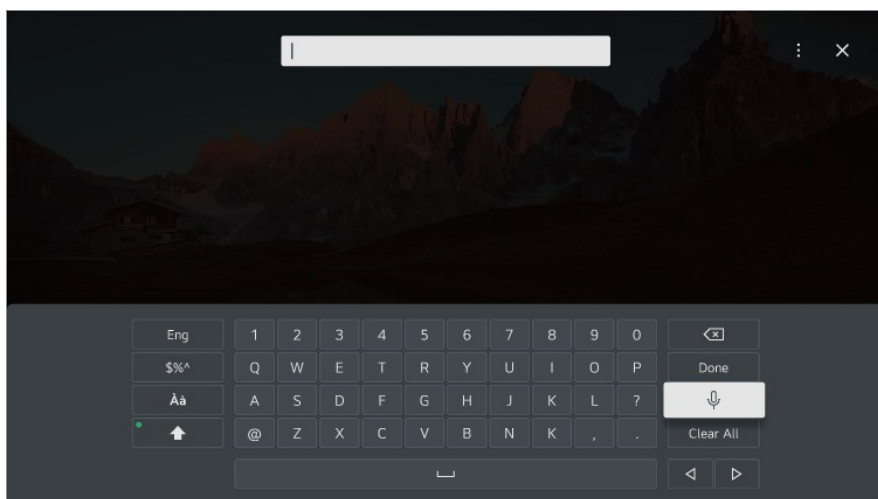 Eng 1 2 3 4 5 6 7 8 9 0
$%^ Q W E T R Y U I O P Done
Àà A S D F G H J K L ?
@ Z X C V B N K , . Clear All